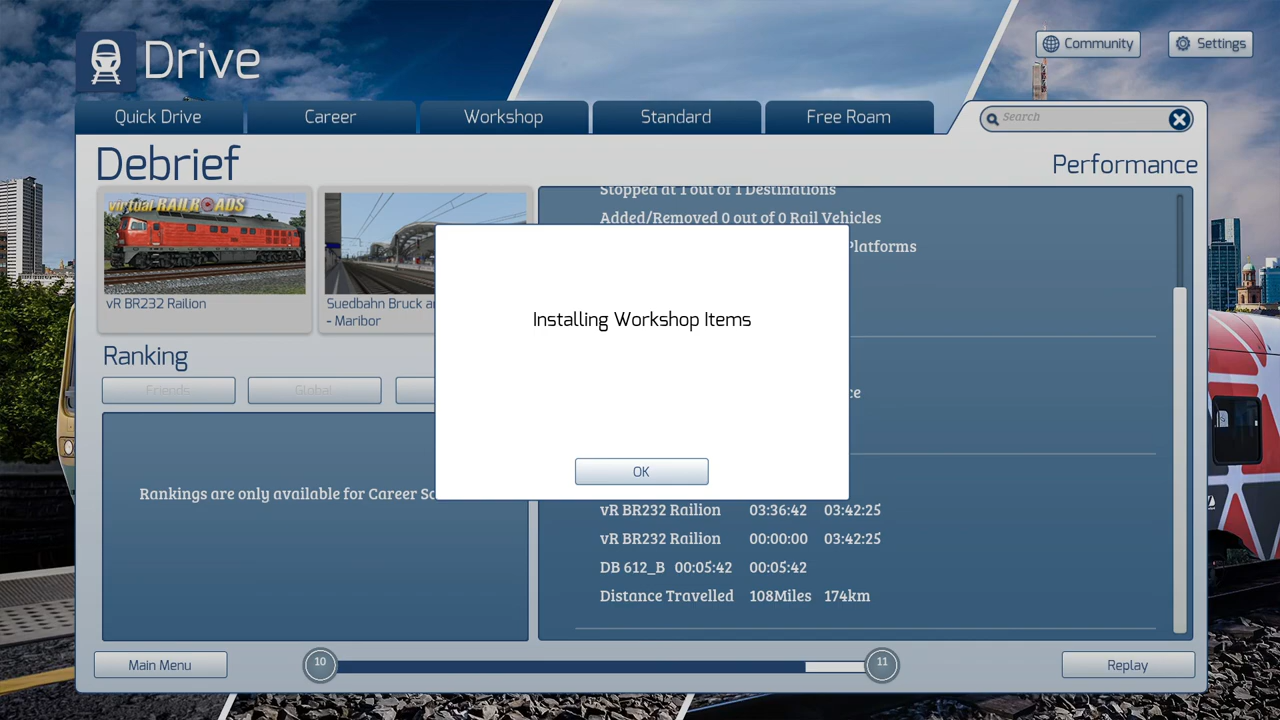 Drive
Community
Settings
Quick Drive
Career
Workshop
Standard
Free Roam
Search
Debrief
Performance
virtual RAILROADS
vR BR232 Railion
Suedbahn Bruck a
- Maribor
Stopped at 1 out of 1 Destinations
Added/Removed 0 out of 0 Rail Vehicles
Platforms
ce
Installing Workshop Items
OK
Ranking
Friends
Global
Rankings are only available for Career Sc
vR BR232 Railion 03:36:42 03:42:25
vR BR232 Railion 00:00:00 03:42:25
DB 612_B 00:05:42 00:05:42
Distance Travelled 108Miles 174km
Main Menu
10
11
Replay